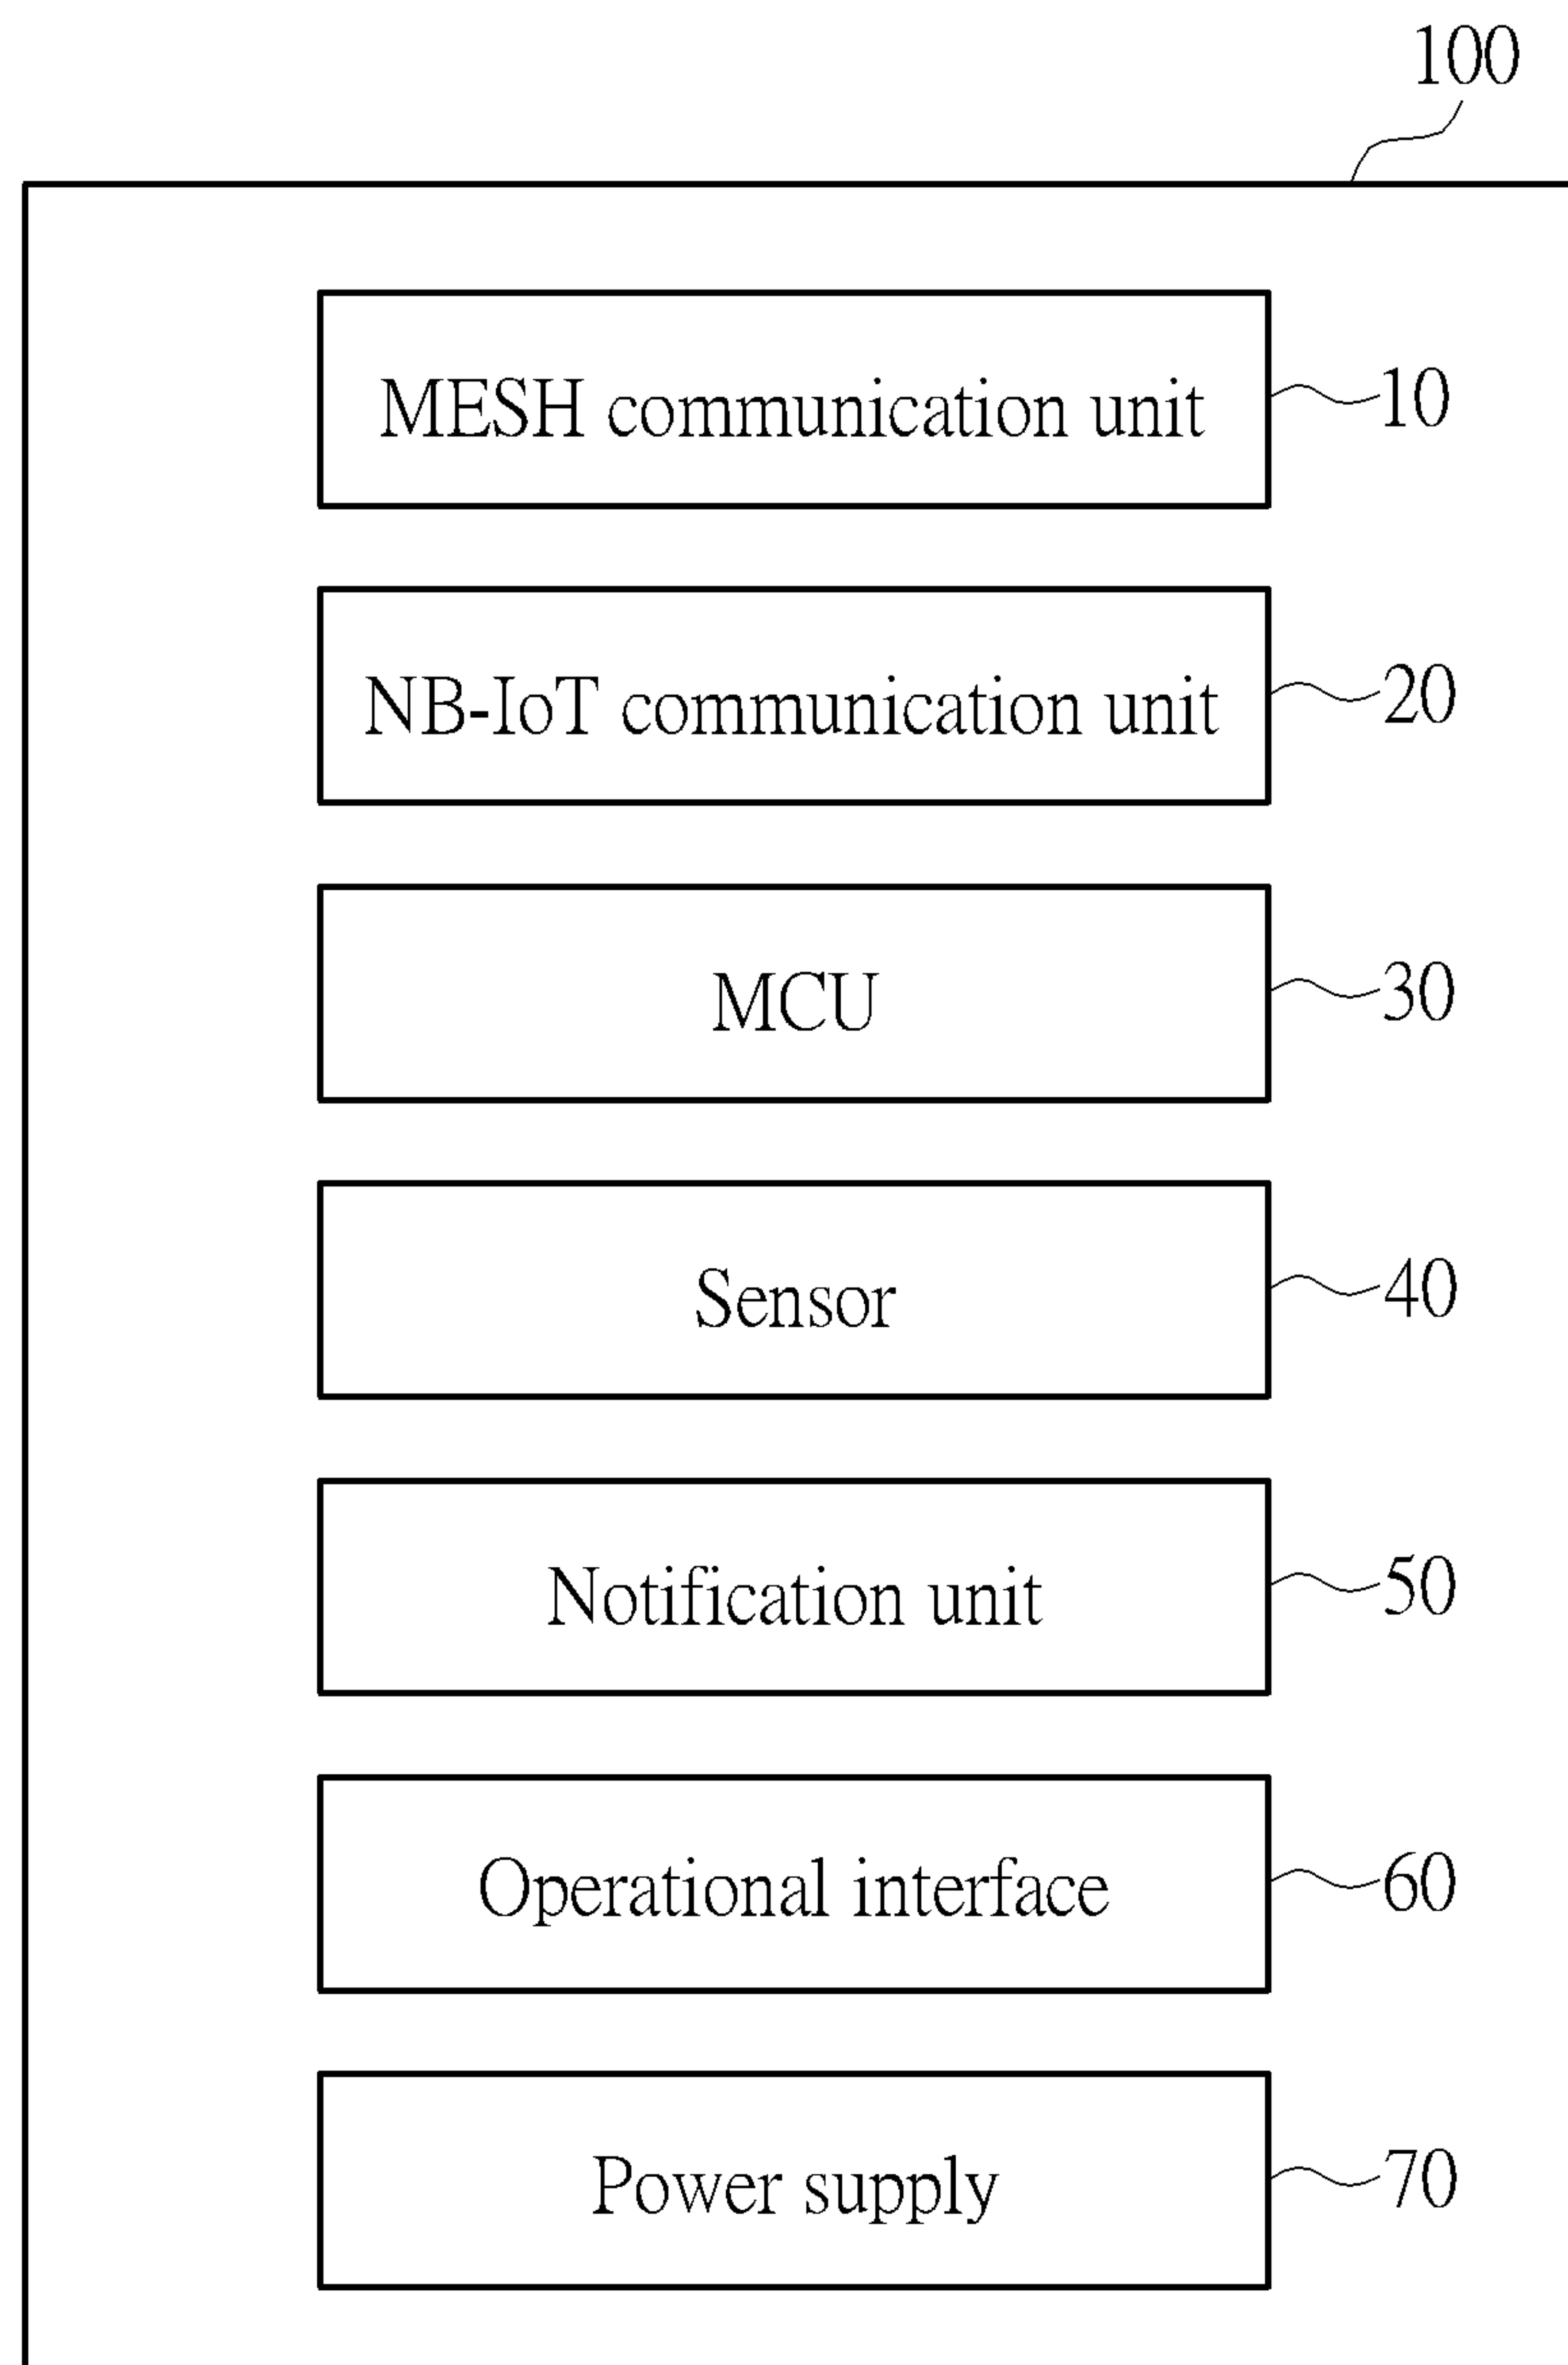 100
MESH communication unit 10
NB-IoT communication unit 20
MCU 30
Sensor 40
Notification unit 50
Operational interface 60
Power supply 70